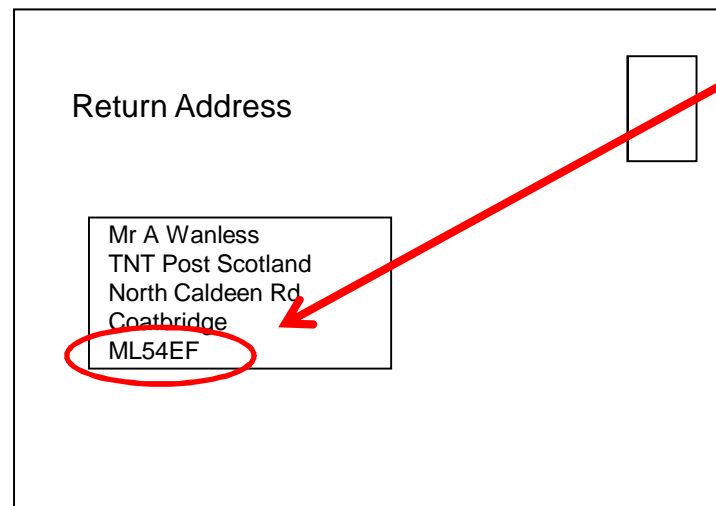 Return Address
Mr A Wanless
TNT Post Scotland
North Caldeen Rd
Coatbridge
ML54EF